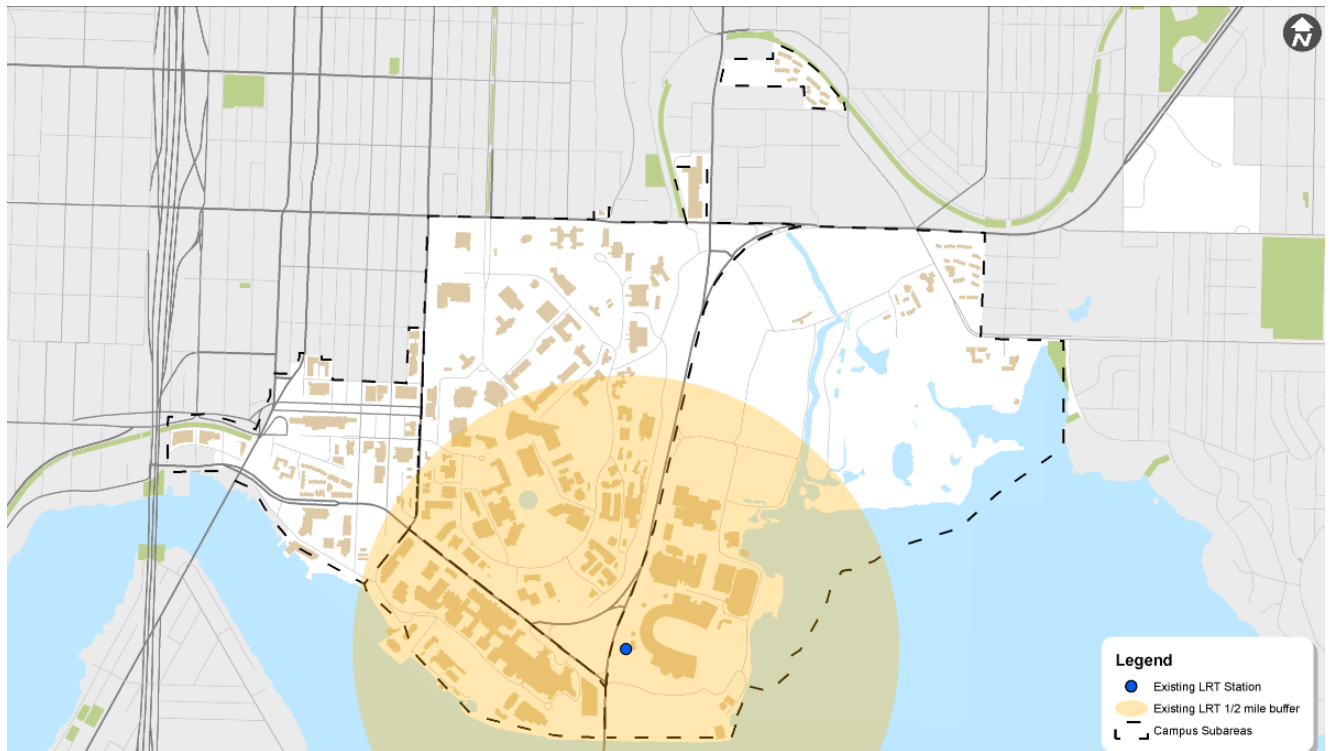 N
Legend
Existing LRT Station
Existing LRT 1/2 mile buffer
Campus Subareas